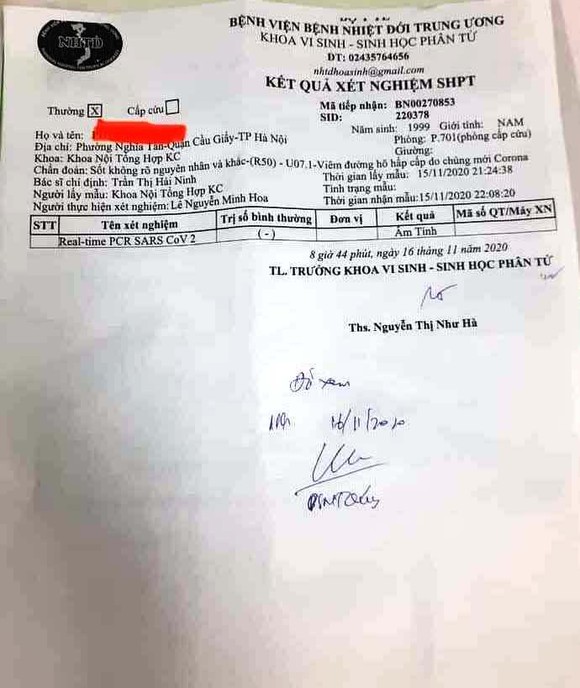 NHTD
BỆNH VIỆN BỆNH NHIỆT ĐỚI TRUNG ƯƠNG
KHOA VI SINH - SINH HỌC PHÂN TỬ
ĐT: 02435764656
nhtdhoasinh@gmail.com
KẾT QUẢ XÉT NGHIỆM SHPT
Thường X Cấp cứu
Mã tiếp nhận: BN00270853
SID: 220378
Họ và tên:
Năm sinh: 1999 Giới tính: NAM
Địa chỉ: Phường Nghĩa Tân-Quận Cầu Giấy-TP Hà Nội
Phòng: P.701(phòng cấp cứu)
Khoa: Khoa Nội Tổng Hợp KC
Giường:
Chẩn đoán: Sốt không rõ nguyên nhân và khác-(R50) - U07.1-Viêm đường hô hấp cấp do chủng mới Corona
Bác sĩ chỉ định: Trần Thị Hải Ninh
Thời gian lấy mẫu: 15/11/2020 21:24:38
Người lấy mẫu: Khoa Nội Tổng Hợp KC
Tình trạng mẫu:
Người thực hiện xét nghiệm: Lê Nguyễn Minh Hoa
Thời gian nhận mẫu:15/11/2020 22:08:20
STT Tên xét nghiệm Trị số bình thường Đơn vị Kết quả Mã số QT/Máy XN
Real-time PCR SARS CoV 2 (-) Âm Tính
8 giờ 44 phút, ngày 16 tháng 11 năm 2020
TL. TRƯỞNG KHOA VI SINH - SINH HỌC PHÂN TỬ
Ths. Nguyễn Thị Như Hà
16/11/2020